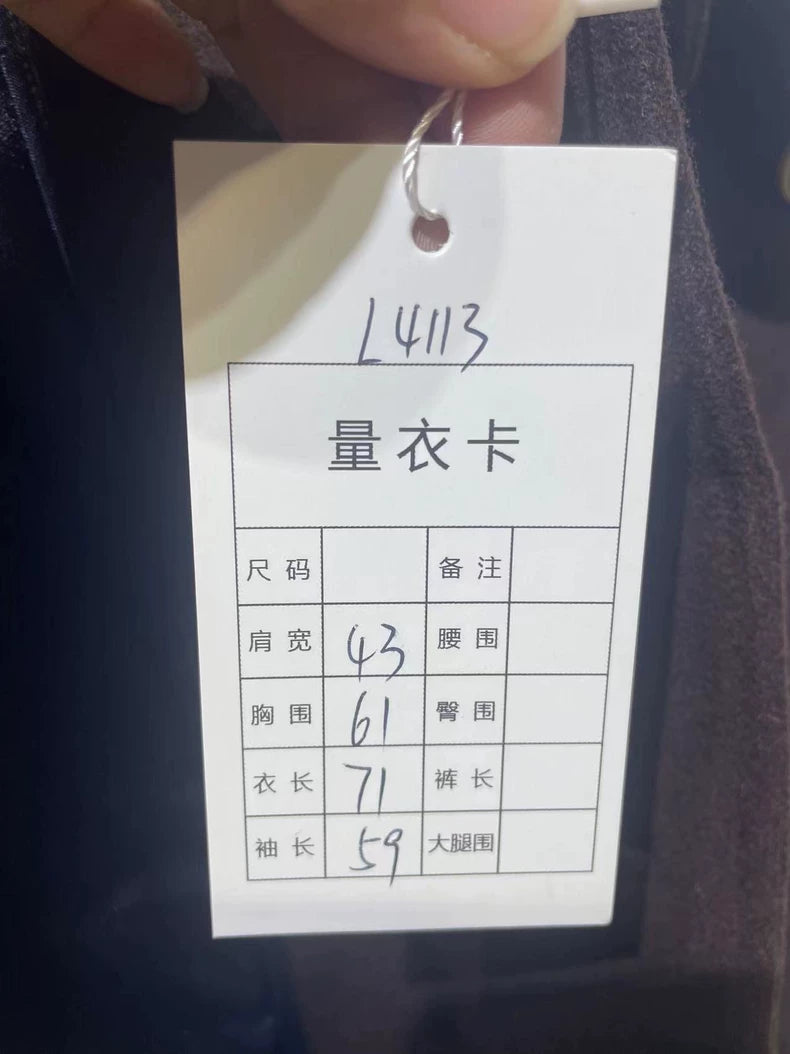 L4113
量衣卡
尺码 备注
肩宽 43 腰围
胸围 61 臀围
衣长 71 裤长
袖长 59 大腿围